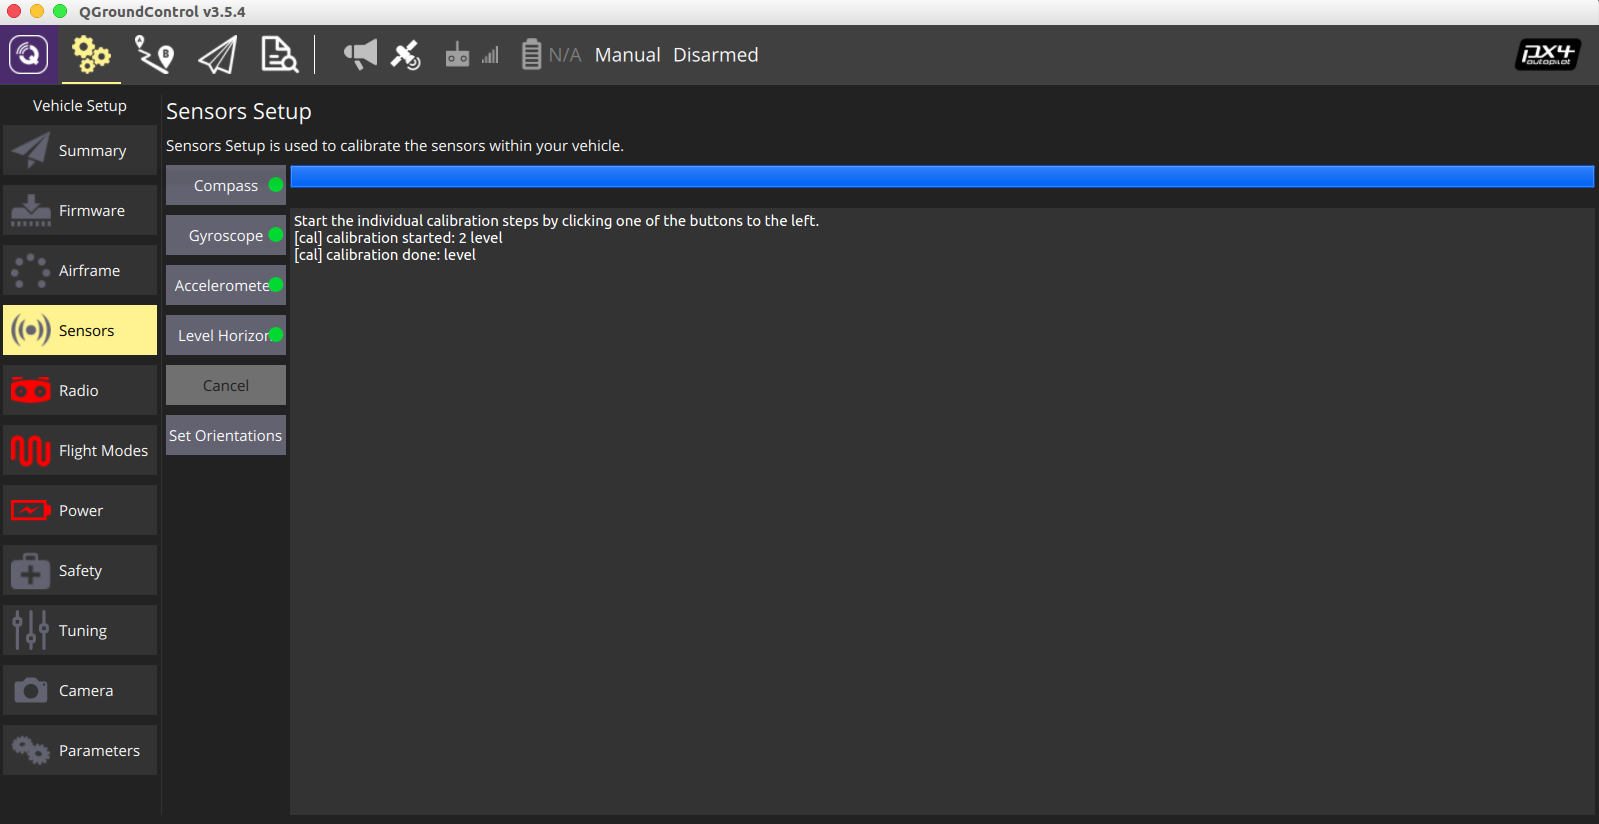 QGroundControl v3.5.4
N/A Manual Disarmed
PX4
autopilot
Vehicle Setup
Summary
Firmware
Airframe
Sensors
Radio
Flight Modes
Power
Safety
Tuning
Camera
Parameters
Sensors Setup
Sensors Setup is used to calibrate the sensors within your vehicle.
Compass
Gyroscope
Acceleromete
Level Horizon
Cancel
Set Orientations
Start the individual calibration steps by clicking one of the buttons to the left.
[cal] calibration started: 2 level
[cal] calibration done: level